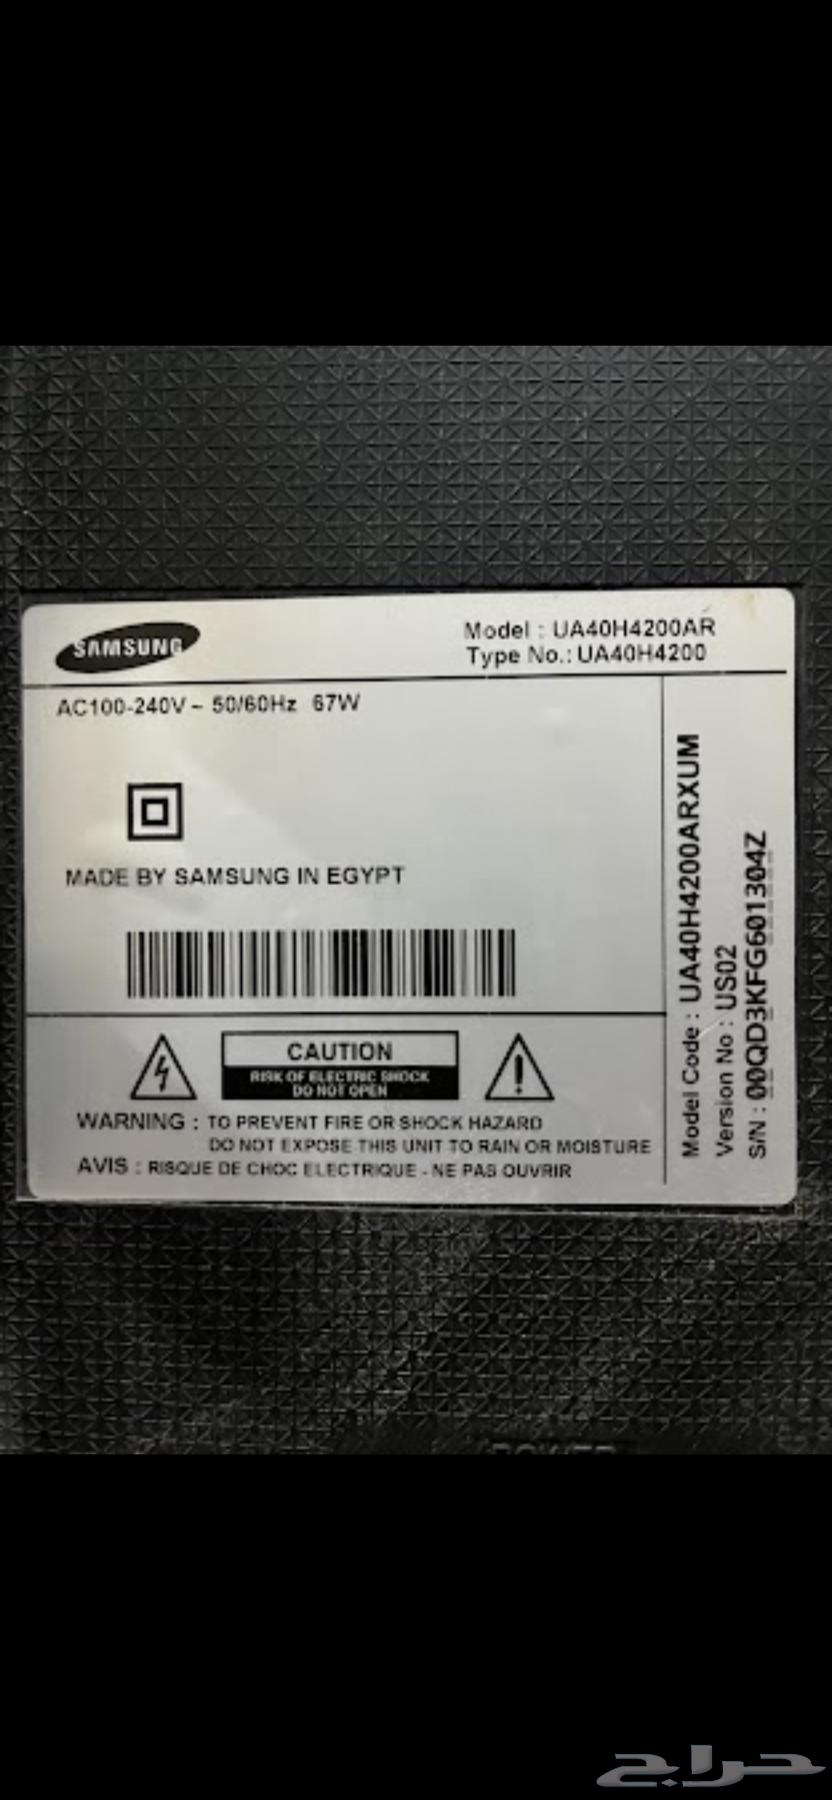 SAMSUNG
Model : UA40H4200AR
Type No.: UA40H4200
AC100-240V ~ 50/60Hz 67W
MADE BY SAMSUNG IN EGYPT
CAUTION
RISK OF ELECTRIC SHOCK
DO NOT OPEN
WARNING : TO PREVENT FIRE OR SHOCK HAZARD
DO NOT EXPOSE THIS UNIT TO RAIN OR MOISTURE
AVIS : RISQUE DE CHOC ELECTRIQUE - NE PAS OUVRIR
Model Code : UA40H4200ARXUM
Version No : US02
S/N : 00QD3KFG601304Z
POWER
حراج